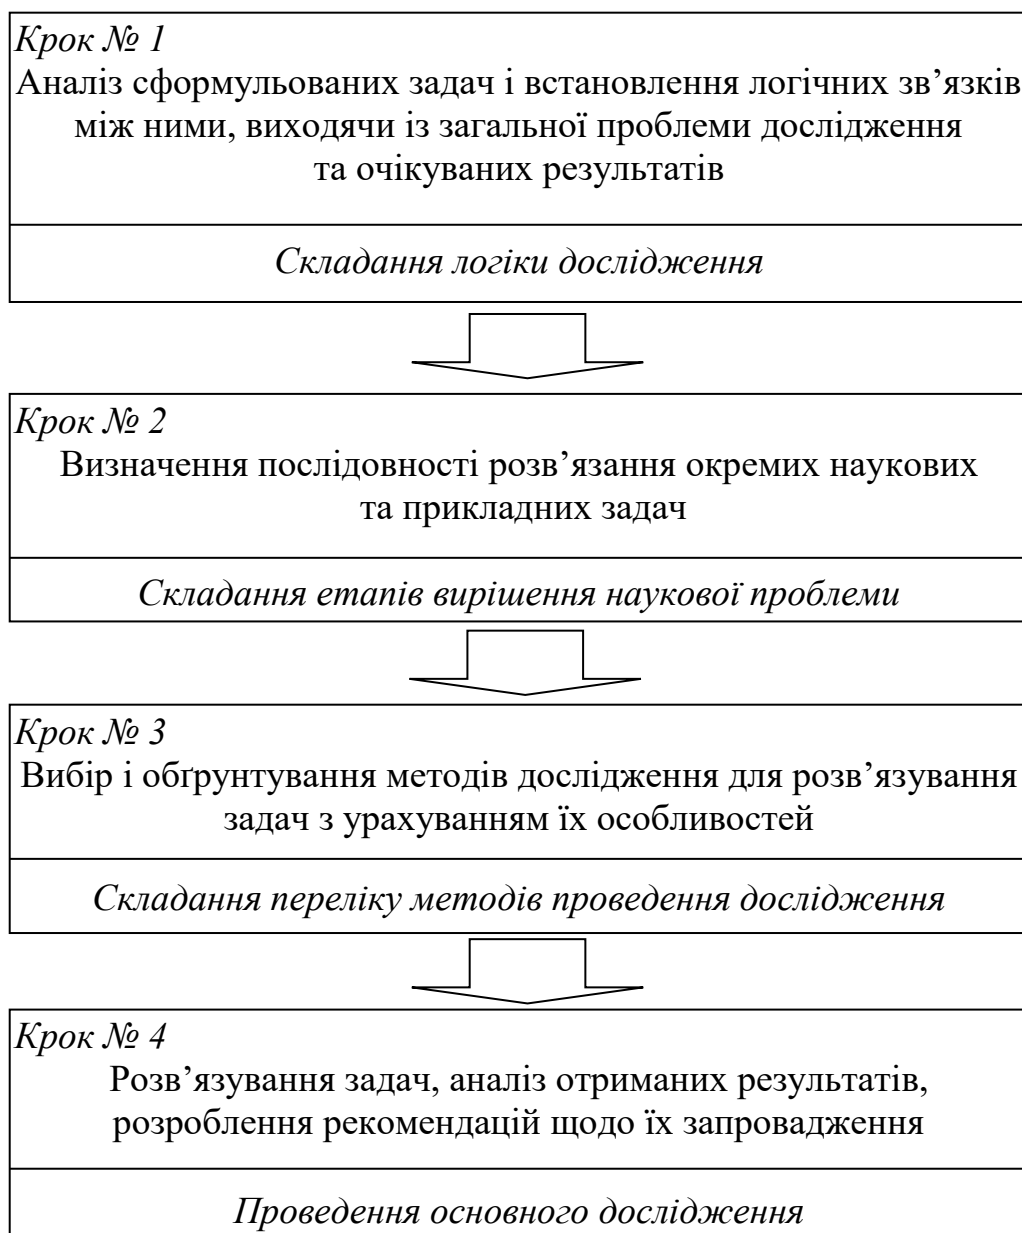 Крок № 1
Аналіз сформульованих задач і встановлення логічних зв’язків
між ними, виходячи із загальної проблеми дослідження
та очікуваних результатів
Складання логіки дослідження
Крок № 2
Визначення послідовності розв’язання окремих наукових
та прикладних задач
Складання етапів вирішення наукової проблеми
Крок № 3
Вибір і обґрунтування методів дослідження для розв’язування
задач з урахуванням їх особливостей
Складання переліку методів проведення дослідження
Крок № 4
Розв’язування задач, аналіз отриманих результатів,
розроблення рекомендацій щодо їх запровадження
Проведення основного дослідження